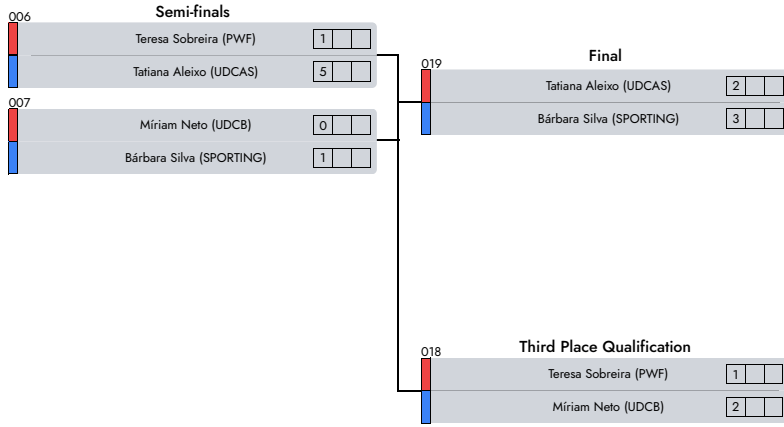 Semi-finals
006
Teresa Sobreira (PWF) 1
Tatiana Aleixo (UDCAS) 5
007
Míriam Neto (UDCB) 0
Bárbara Silva (SPORTING) 1
Final
019
Tatiana Aleixo (UDCAS) 2
Bárbara Silva (SPORTING) 3
Third Place Qualification
018
Teresa Sobreira (PWF) 1
Míriam Neto (UDCB) 2